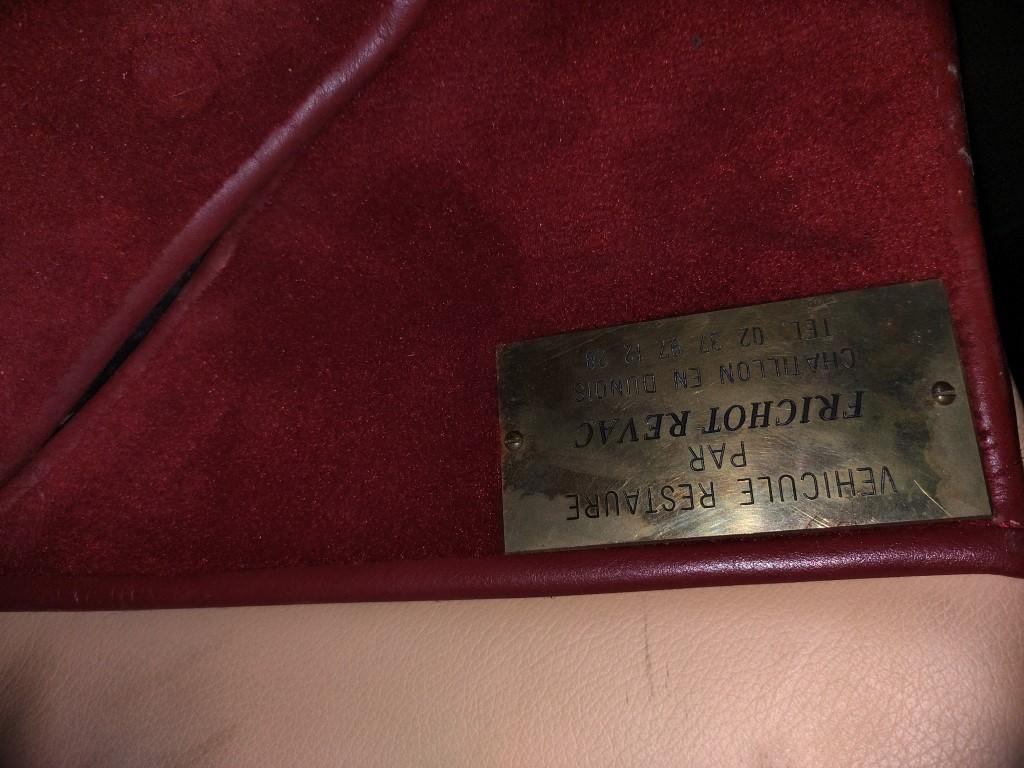 VEHICULE RESTAURE
PAR
FRICHOT REVAC
CHATILLON EN DUNOIS
TEL. 02 37 97 12 28